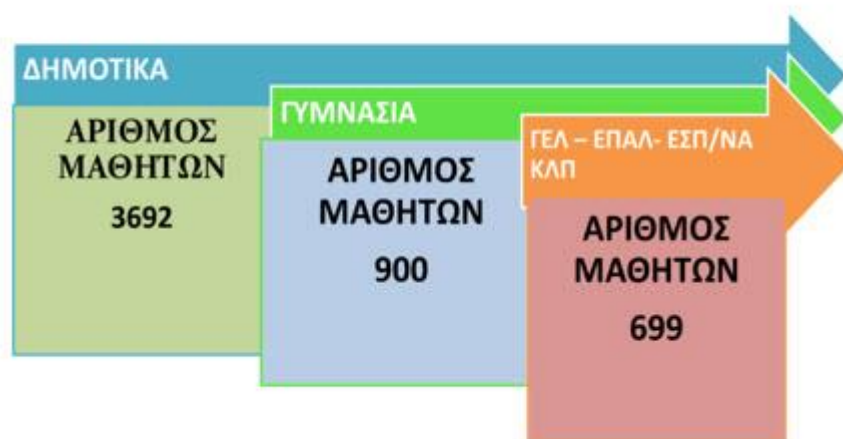 ΔΗΜΟΤΙΚΑ
ΑΡΙΘΜΟΣ
ΜΑΘΗΤΩΝ
3692
ΓΥΜΝΑΣΙΑ
ΑΡΙΘΜΟΣ
ΜΑΘΗΤΩΝ
900
ΓΕΛ – ΕΠΑΛ- ΕΣΠ/ΝΑ
ΚΛΠ
ΑΡΙΘΜΟΣ
ΜΑΘΗΤΩΝ
699